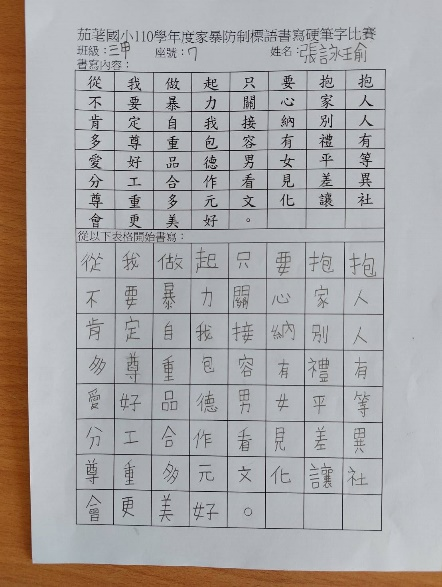 茄萣國小110學年度家暴防制標語書寫硬筆字比賽
班級：三甲 座號：7 姓名：張詠瑜
書寫內容：
從我做起只要抱抱
不要暴力關心家人
肯定自我接納別人
多尊重包容有禮有
愛好品德男女平等
分工合作看見差異
尊重多元文化讓社
會更美好。
從以下表格開始書寫：
從我做起只要抱抱
不要暴力關心家人
肯定自我接納別人
多尊重包容有禮有
愛好品德男女平等
分工合作看見差異
尊重多元文化讓社
會更美好。